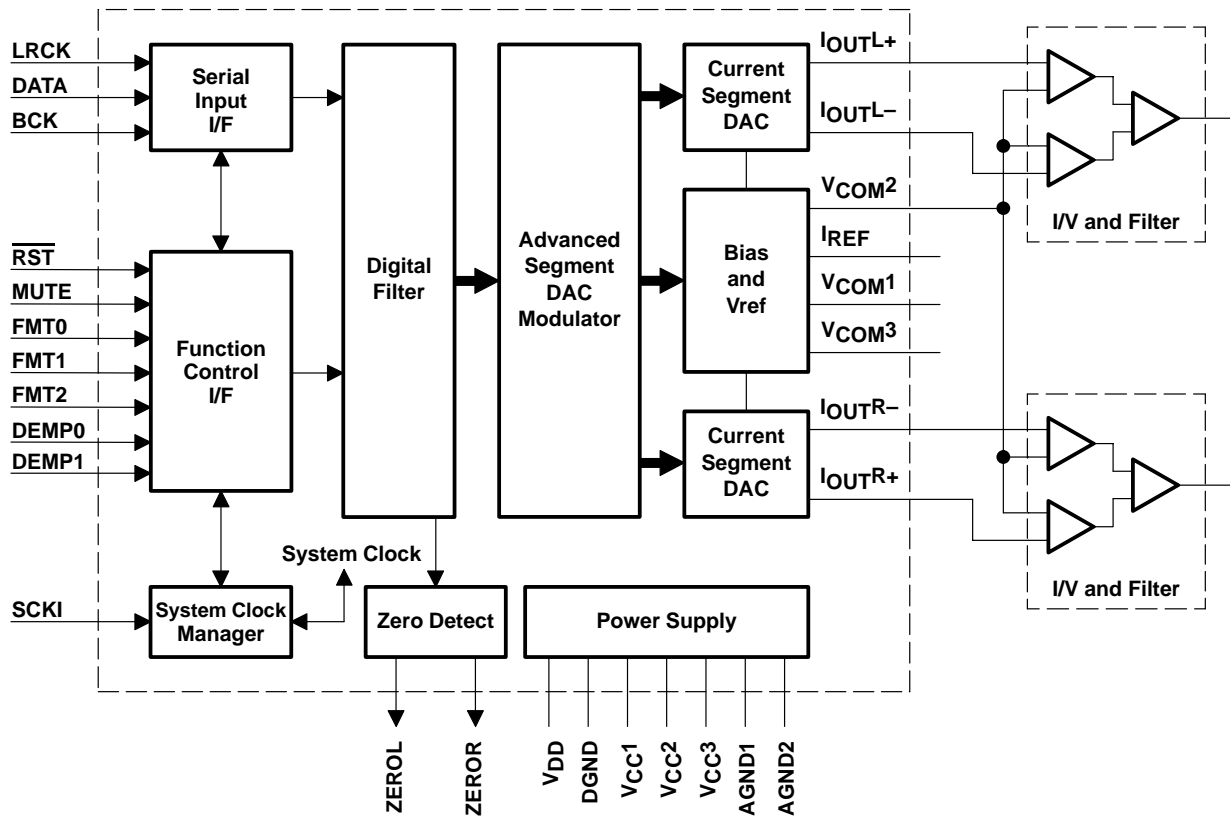 LRCK
DATA
BCK
Serial
Input
I/F
RST
MUTE
FMT0
FMT1
FMT2
DEMP0
DEMP1
Function
Control
I/F
SCKI
System Clock
Manager
System Clock
Digital
Filter
Zero Detect
ZEROL
ZEROR
Advanced
Segment
DAC
Modulator
Current
Segment
DAC
Bias
and
Vref
Current
Segment
DAC
IOUTL+
IOUTL–
VCOM2
IREF
VCOM1
VCOM3
IOUTR–
IOUTR+
Power Supply
VDD
DGND
VCC1
VCC2
VCC3
AGND1
AGND2
I/V and Filter
I/V and Filter